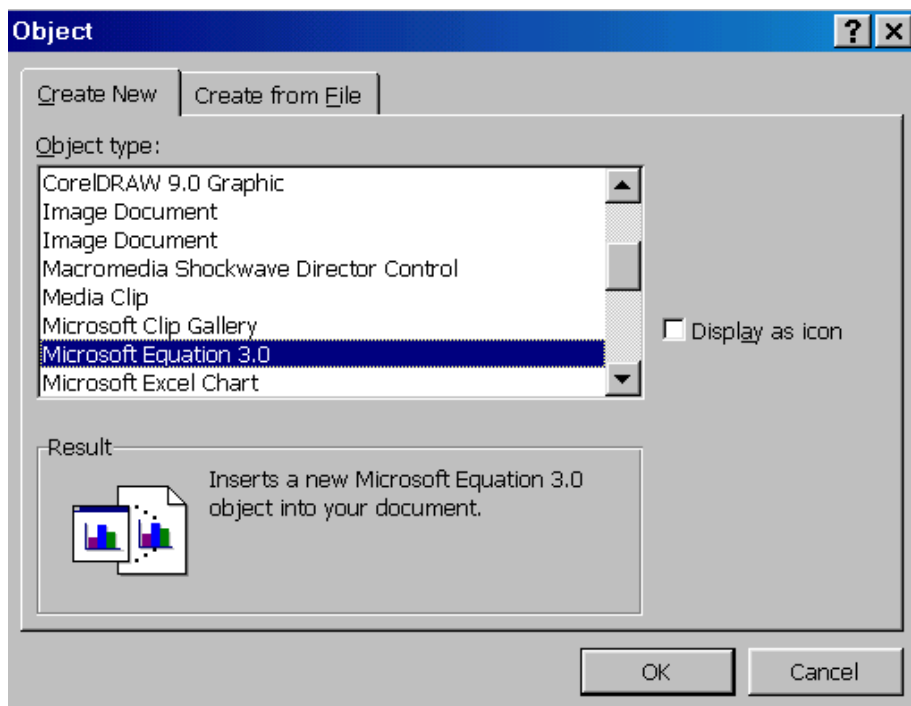 Object
Create New
Create from File
Object type:
CorelDRAW 9.0 Graphic
Image Document
Image Document
Macromedia Shockwave Director Control
Media Clip
Microsoft Clip Gallery
Microsoft Equation 3.0
Microsoft Excel Chart
Display as icon
Result
Inserts a new Microsoft Equation 3.0
object into your document.
OK
Cancel